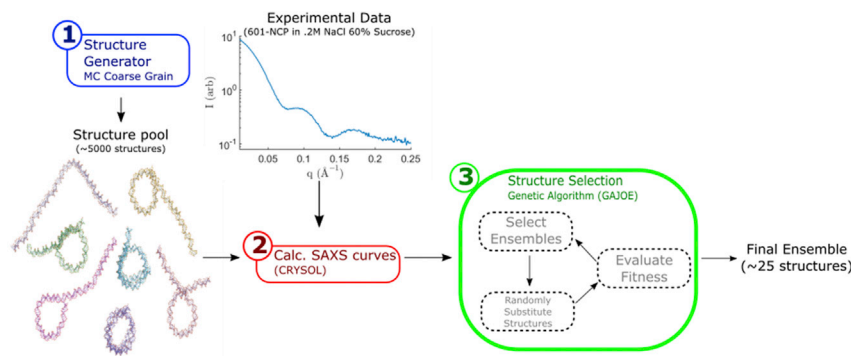 1
Structure
Generator
MC Coarse Grain
Structure pool
(~5000 structures)
Experimental Data
(601-NCP in .2M NaCl 60% Sucrose)
I (arb)
10¹
10⁰
10⁻¹
0.05 0.1 0.15 0.2 0.25
q (Å⁻¹)
2
Calc. SAXS curves
(CRYSOL)
3
Structure Selection
Genetic Algorithm (GAJOE)
Select
Ensembles
Evaluate
Fitness
Randomly
Substitute
Structures
Final Ensemble
(~25 structures)